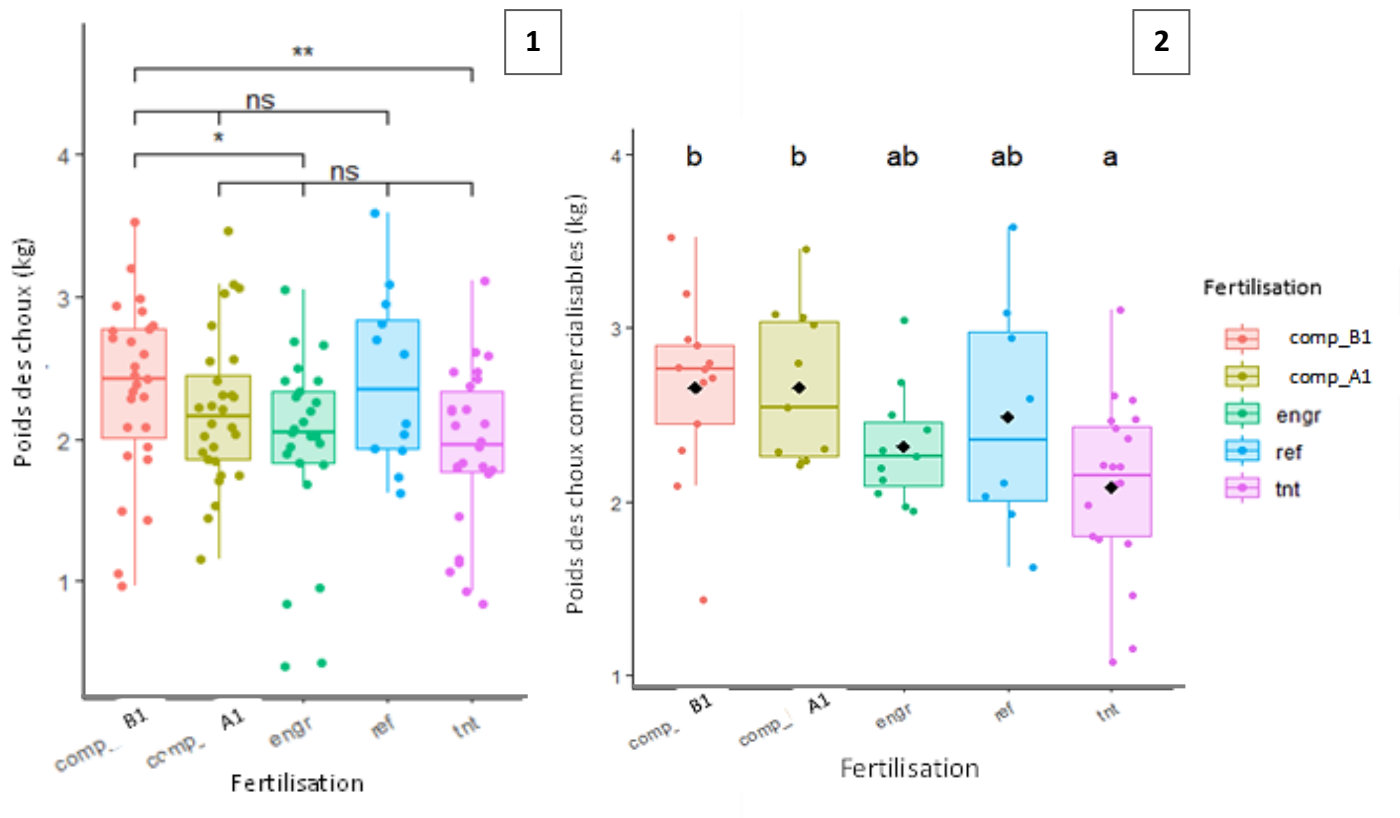 1
**
ns
*
ns
4
3
2
1
Poids des choux (kg)
comp_ B1
comp_ A1
engr
ref
tnt
Fertilisation
2
b b ab ab a
4
3
2
1
Poids des choux commercialisables (kg)
comp_ B1
comp_ A1
engr
ref
tnt
Fertilisation
Fertilisation
comp_B1
comp_A1
engr
ref
tnt